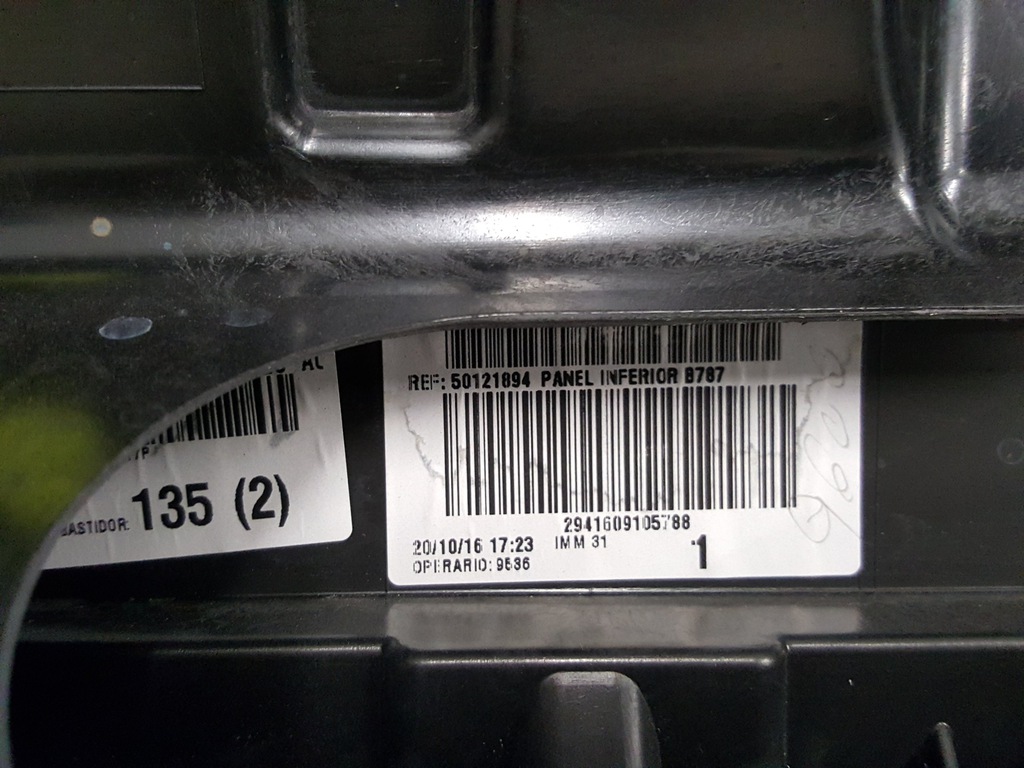 REF: 50121894 PANEL INFERIOR B787
2941609105788
20/10/16 17:23 IMM 31
OPERARIO: 9536
1
AL
BASTIDOR: 135 (2)